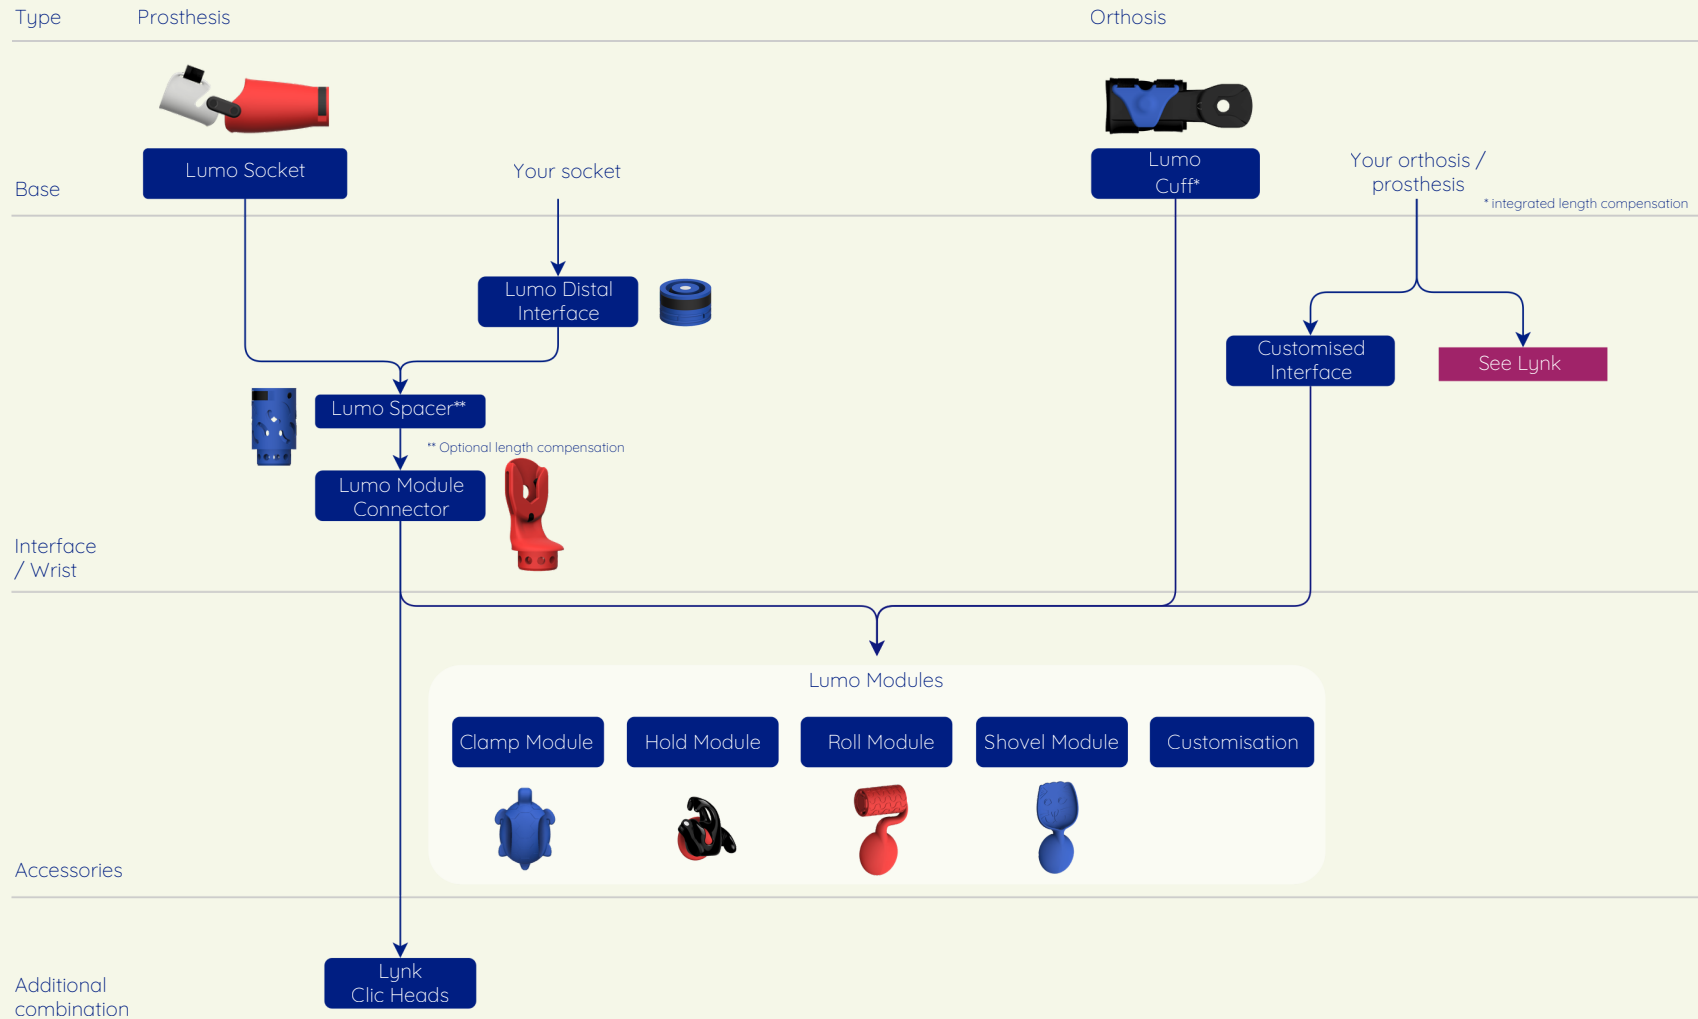 Type
Prosthesis
Orthosis
Lumo Socket
Your socket
Lumo
Cuff*
Your orthosis /
prosthesis
Base
* integrated length compensation
Lumo Distal
Interface
Customised
Interface
See Lynk
Lumo Spacer**
** Optional length compensation
Lumo Module
Connector
Interface
/ Wrist
Lumo Modules
Clamp Module
Hold Module
Roll Module
Shovel Module
Customisation
Accessories
Lynk
Clic Heads
Additional
combination